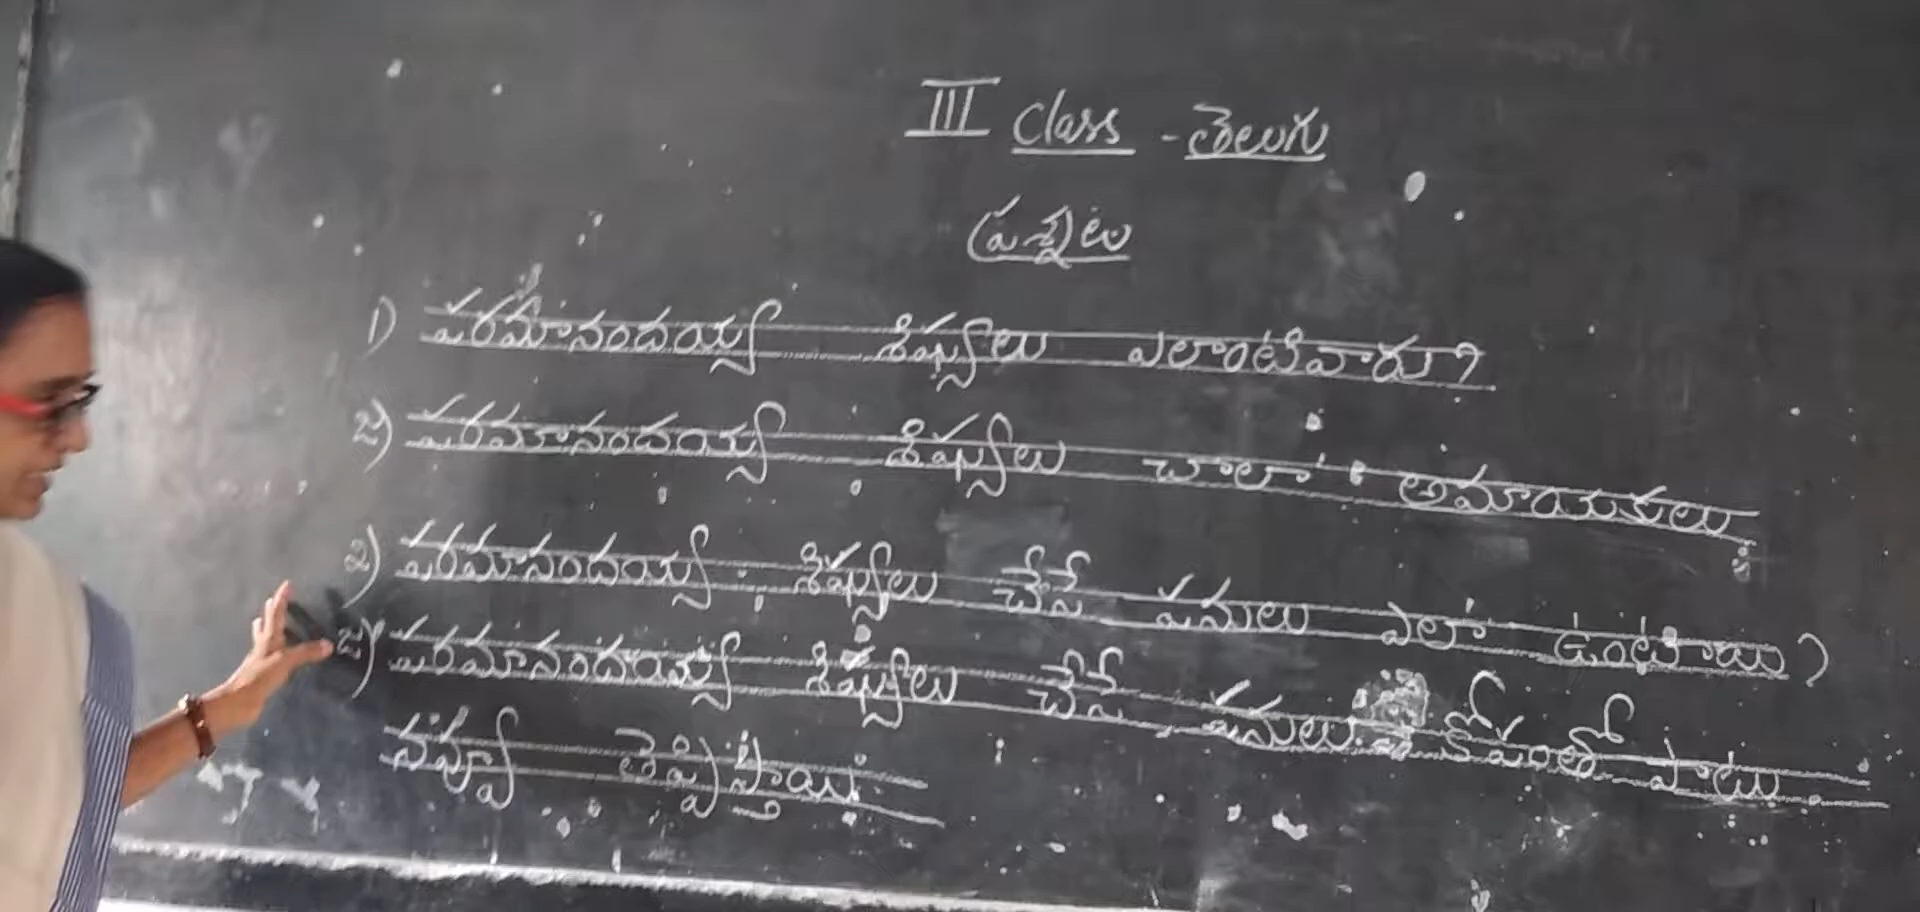 III Class - తెలుగు
ప్రశ్నలు
1) పరమానందయ్య శిష్యులు ఎలాంటివారు?
జ) పరమానందయ్య శిష్యులు చాలా అమాయకులు
2) పరమానందయ్య శిష్యులు చేసే పనులు ఎలా ఉంటాయి?
జ) పరమానందయ్య శిష్యులు చేసే పనులు కోపంతో పాటు
నవ్వూ తెప్పిస్తాయి.